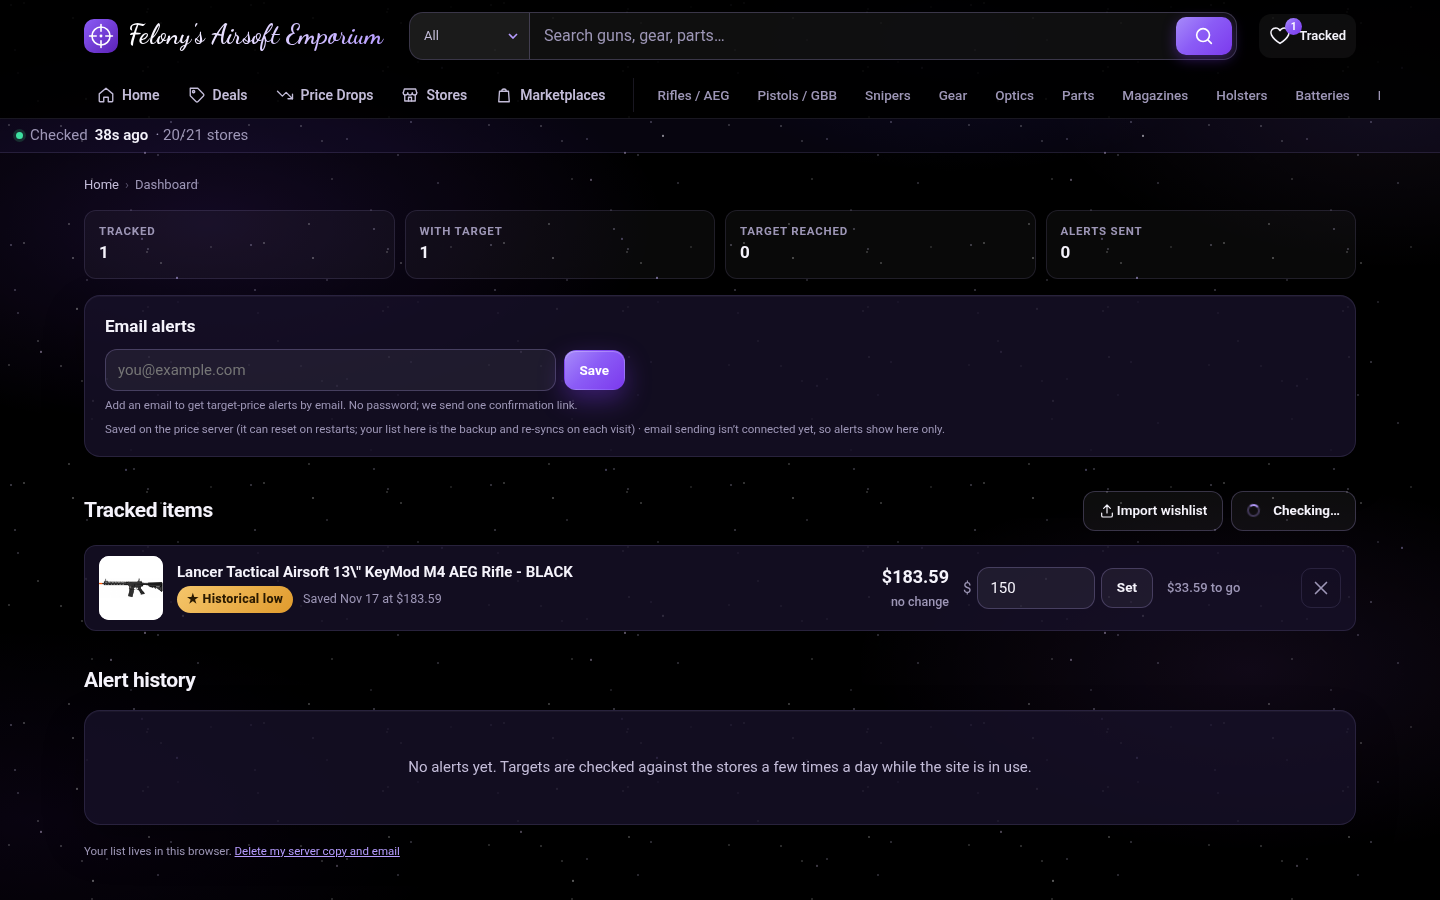 Felony's Airsoft Emporium
All
Search guns, gear, parts…
1
Tracked
Home
Deals
Price Drops
Stores
Marketplaces
Rifles / AEG
Pistols / GBB
Snipers
Gear
Optics
Parts
Magazines
Holsters
Batteries
Checked 38s ago · 20/21 stores
Home › Dashboard
TRACKED
1
WITH TARGET
1
TARGET REACHED
0
ALERTS SENT
0
Email alerts
you@example.com
Save
Add an email to get target-price alerts by email. No password; we send one confirmation link.
Saved on the price server (it can reset on restarts; your list here is the backup and re-syncs on each visit) · email sending isn't connected yet, so alerts show here only.
Tracked items
Import wishlist
Checking…
Lancer Tactical Airsoft 13\" KeyMod M4 AEG Rifle - BLACK
★ Historical low
Saved Nov 17 at $183.59
$183.59
no change
$
150
Set
$33.59 to go
Alert history
No alerts yet. Targets are checked against the stores a few times a day while the site is in use.
Your list lives in this browser. Delete my server copy and email